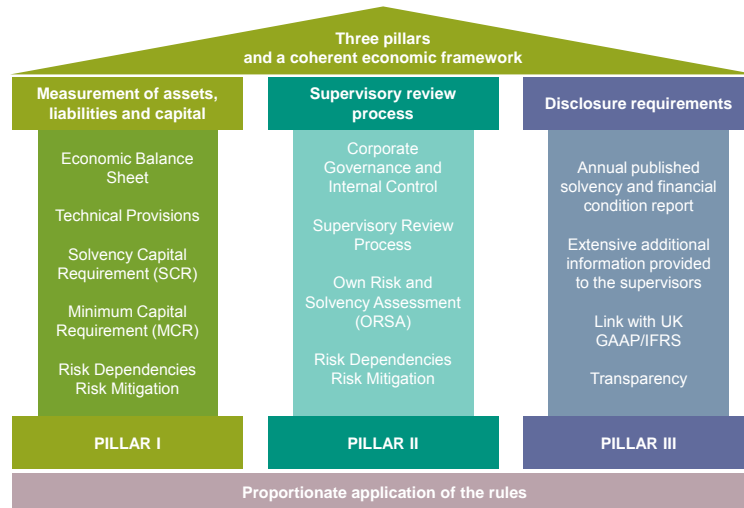 Three pillars
and a coherent economic framework
Measurement of assets,
liabilities and capital
Economic Balance
Sheet
Technical Provisions
Solvency Capital
Requirement (SCR)
Minimum Capital
Requirement (MCR)
Risk Dependencies
Risk Mitigation
PILLAR I
Supervisory review
process
Corporate
Governance and
Internal Control
Supervisory Review
Process
Own Risk and
Solvency Assessment
(ORSA)
Risk Dependencies
Risk Mitigation
PILLAR II
Disclosure requirements
Annual published
solvency and financial
condition report
Extensive additional
information provided
to the supervisors
Link with UK
GAAP/IFRS
Transparency
PILLAR III
Proportionate application of the rules